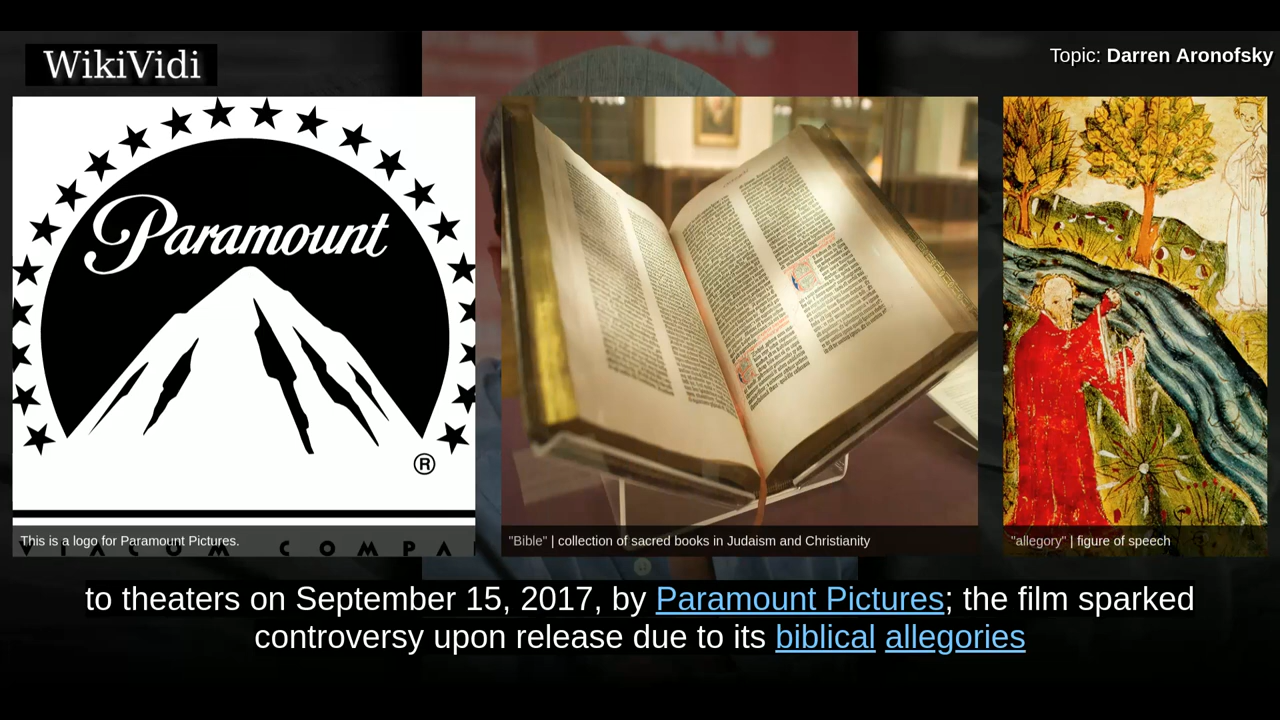 WikiVidi
Topic: Darren Aronofsky
Paramount
®
This is a logo for Paramount Pictures.
VIACOM COMPA
"Bible" | collection of sacred books in Judaism and Christianity
"allegory" | figure of speech
to theaters on September 15, 2017, by Paramount Pictures; the film sparked
controversy upon release due to its biblical allegories